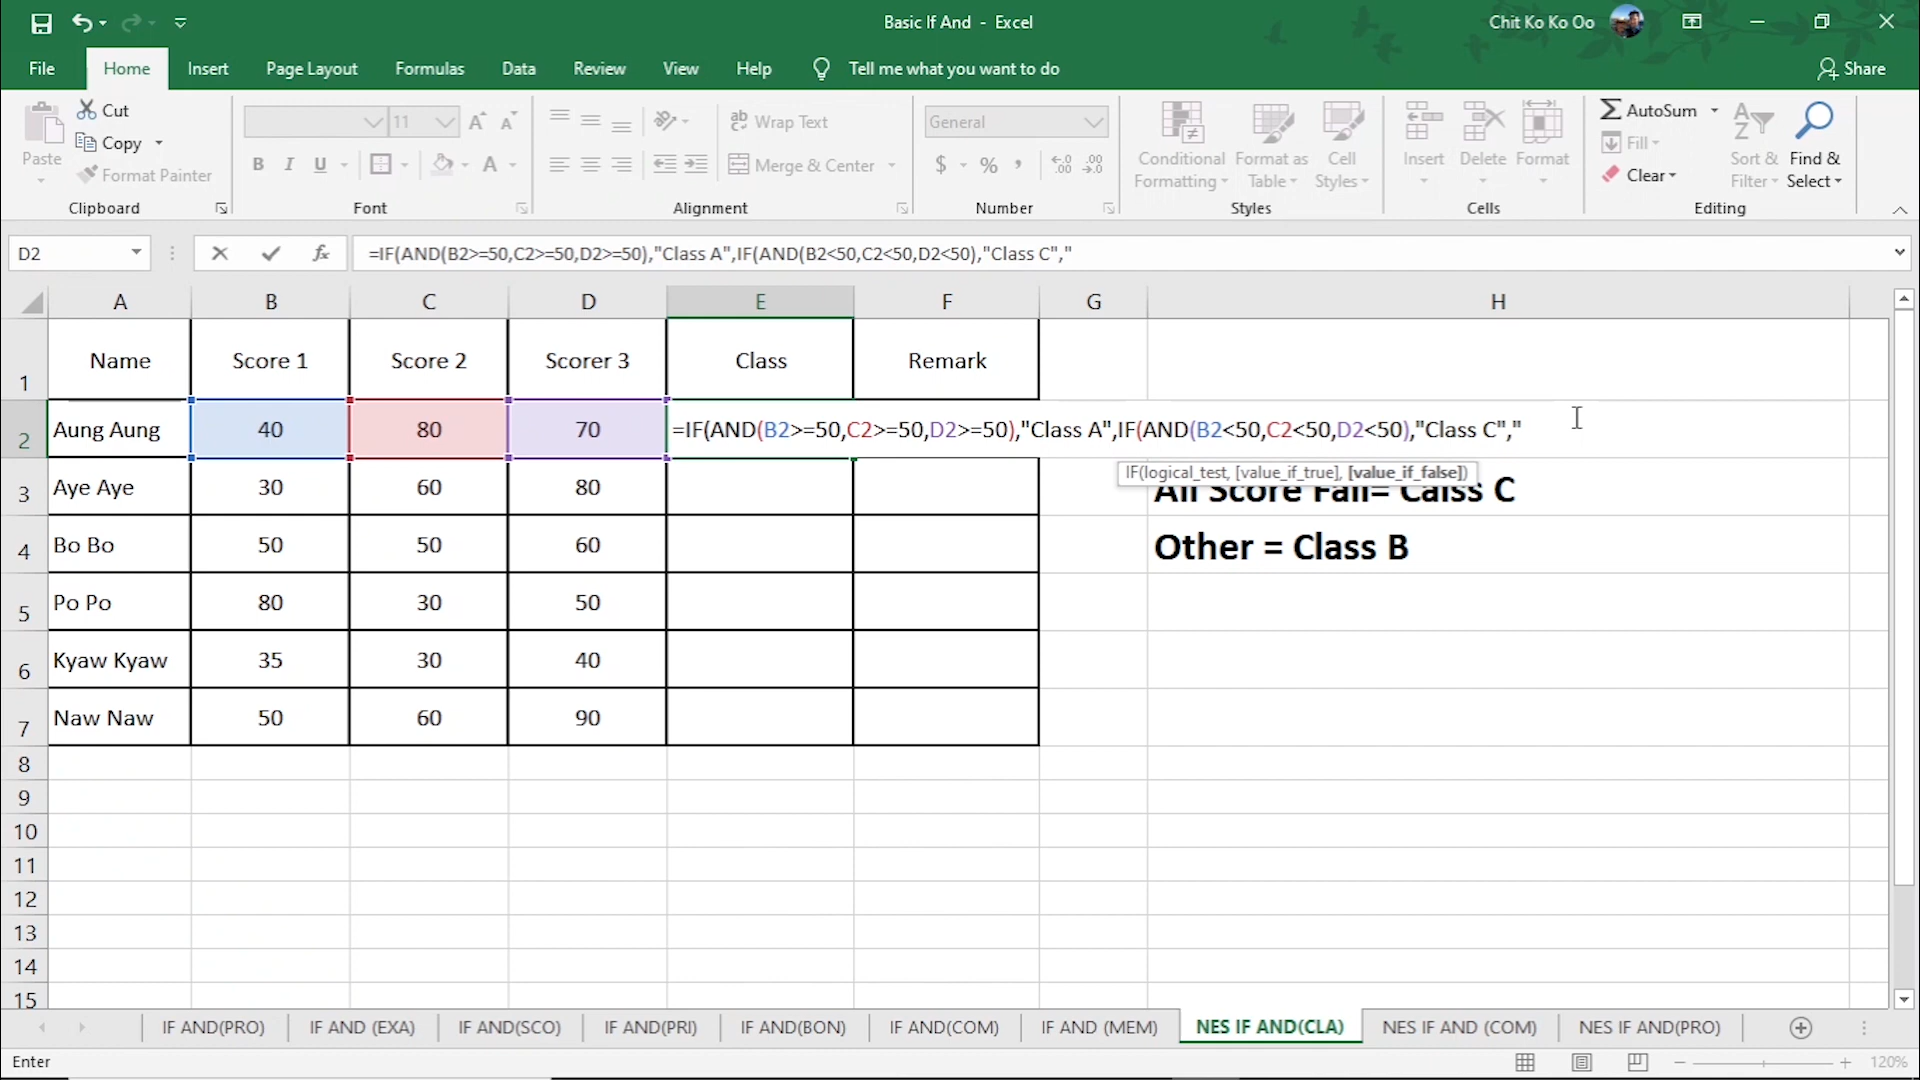 Basic If And - Excel
Chit Ko Ko Oo
File Home Insert Page Layout Formulas Data Review View Help Tell me what you want to do Share
Paste
Cut
Copy
Format Painter
Clipboard
11
B I U
Font
Wrap Text
Merge & Center
Alignment
General
$ % ,
Number
Conditional Formatting
Format as Table
Cell Styles
Styles
Insert
Delete
Format
Cells
AutoSum
Fill
Clear
Sort & Filter
Find & Select
Editing
D2
fx
=IF(AND(B2>=50,C2>=50,D2>=50),"Class A",IF(AND(B2<50,C2<50,D2<50),"Class C","
A B C D E F G H
1 Name Score 1 Score 2 Scorer 3 Class Remark
2 Aung Aung 40 80 70 =IF(AND(B2>=50,C2>=50,D2>=50),"Class A",IF(AND(B2<50,C2<50,D2<50),"Class C","
IF(logical_test, [value_if_true], [value_if_false])
3 Aye Aye 30 60 80 All Score Fail= Calss C
4 Bo Bo 50 50 60 Other = Class B
5 Po Po 80 30 50
6 Kyaw Kyaw 35 30 40
7 Naw Naw 50 60 90
8
9
10
11
12
13
14
15
IF AND(PRO) IF AND (EXA) IF AND(SCO) IF AND(PRI) IF AND(BON) IF AND(COM) IF AND (MEM) NES IF AND(CLA) NES IF AND (COM) NES IF AND(PRO)
Enter
120%